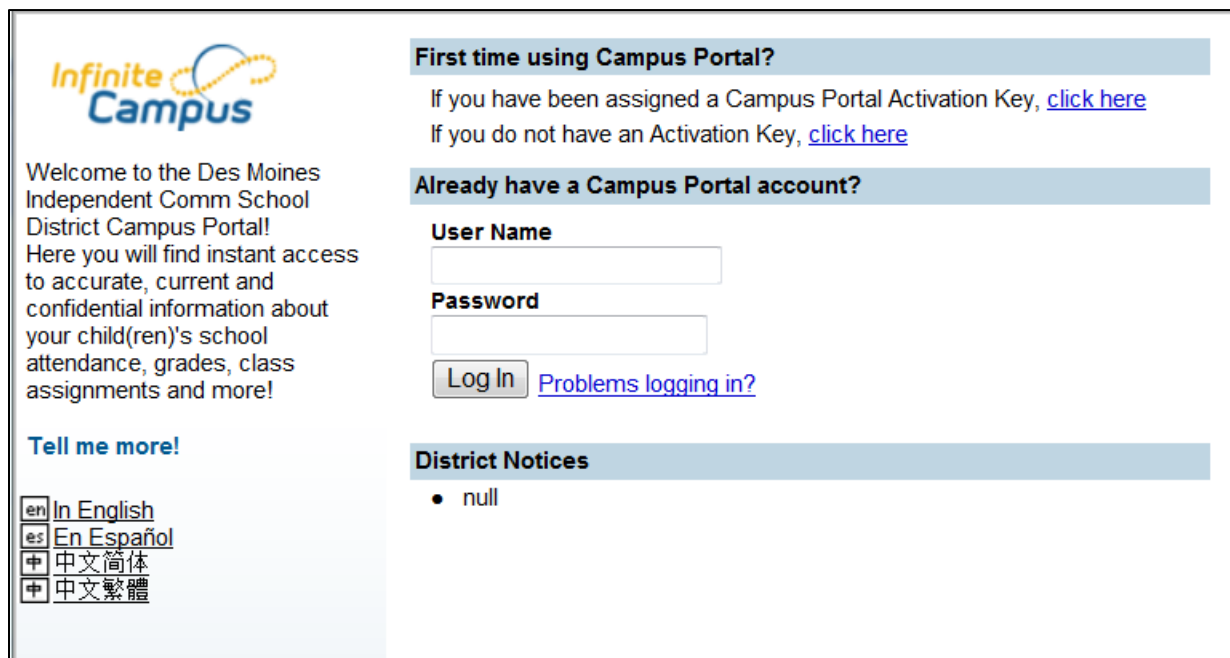 Infinite
Campus
Welcome to the Des Moines
Independent Comm School
District Campus Portal!
Here you will find instant access
to accurate, current and
confidential information about
your child(ren)'s school
attendance, grades, class
assignments and more!
Tell me more!
en In English
es En Español
中 中文简体
中 中文繁體
First time using Campus Portal?
If you have been assigned a Campus Portal Activation Key, click here
If you do not have an Activation Key, click here
Already have a Campus Portal account?
User Name
Password
Log In Problems logging in?
District Notices
• null